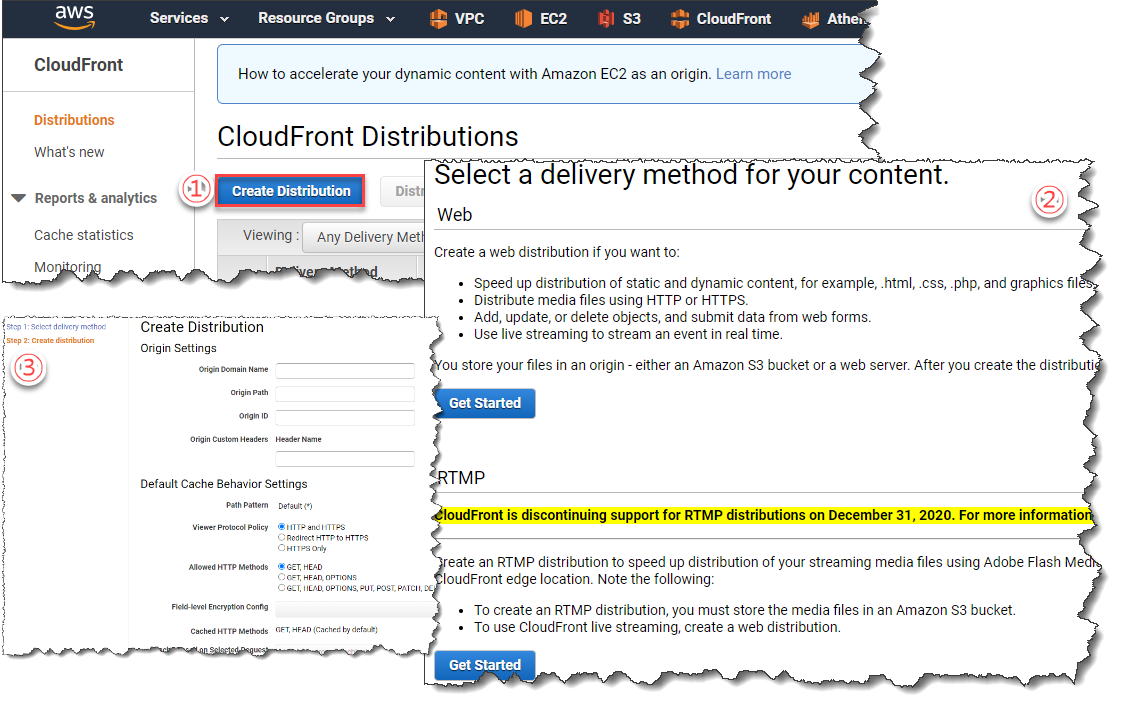 aws Services Resource Groups VPC EC2 S3 CloudFront
CloudFront
How to accelerate your dynamic content with Amazon EC2 as an origin. Learn more
Distributions
What's new
Reports & analytics
Cache statistics
Monitoring
CloudFront Distributions
1
Create Distribution
Viewing : Any Delivery
Delivery Method
Select a delivery method for your content.
2
Web
Create a web distribution if you want to:
• Speed up distribution of static and dynamic content, for example, .html, .css, .php, and graphics files.
• Distribute media files using HTTP or HTTPS.
• Add, update, or delete objects, and submit data from web forms.
• Use live streaming to stream an event in real time.
You store your files in an origin - either an Amazon S3 bucket or a web server. After you create the
Get Started
RTMP
CloudFront is discontinuing support for RTMP distributions on December 31, 2020. For more information
Create an RTMP distribution to speed up distribution of your streaming media files using Adobe Flash
CloudFront edge location. Note the following:
• To create an RTMP distribution, you must store the media files in an Amazon S3 bucket.
• To use CloudFront live streaming, create a web distribution.
Get Started
Step 1: Select delivery method
Step 2: Create distribution
3
Create Distribution
Origin Settings
Origin Domain Name
Origin Path
Origin ID
Origin Custom Headers Header Name
Default Cache Behavior Settings
Path Pattern Default (*)
Viewer Protocol Policy HTTP and HTTPS
Redirect HTTP to HTTPS
HTTPS Only
Allowed HTTP Methods GET, HEAD
GET, HEAD, OPTIONS
GET, HEAD, OPTIONS, PUT, POST, PATCH,
Field-level Encryption Config
Cached HTTP Methods GET, HEAD (Cached by default)